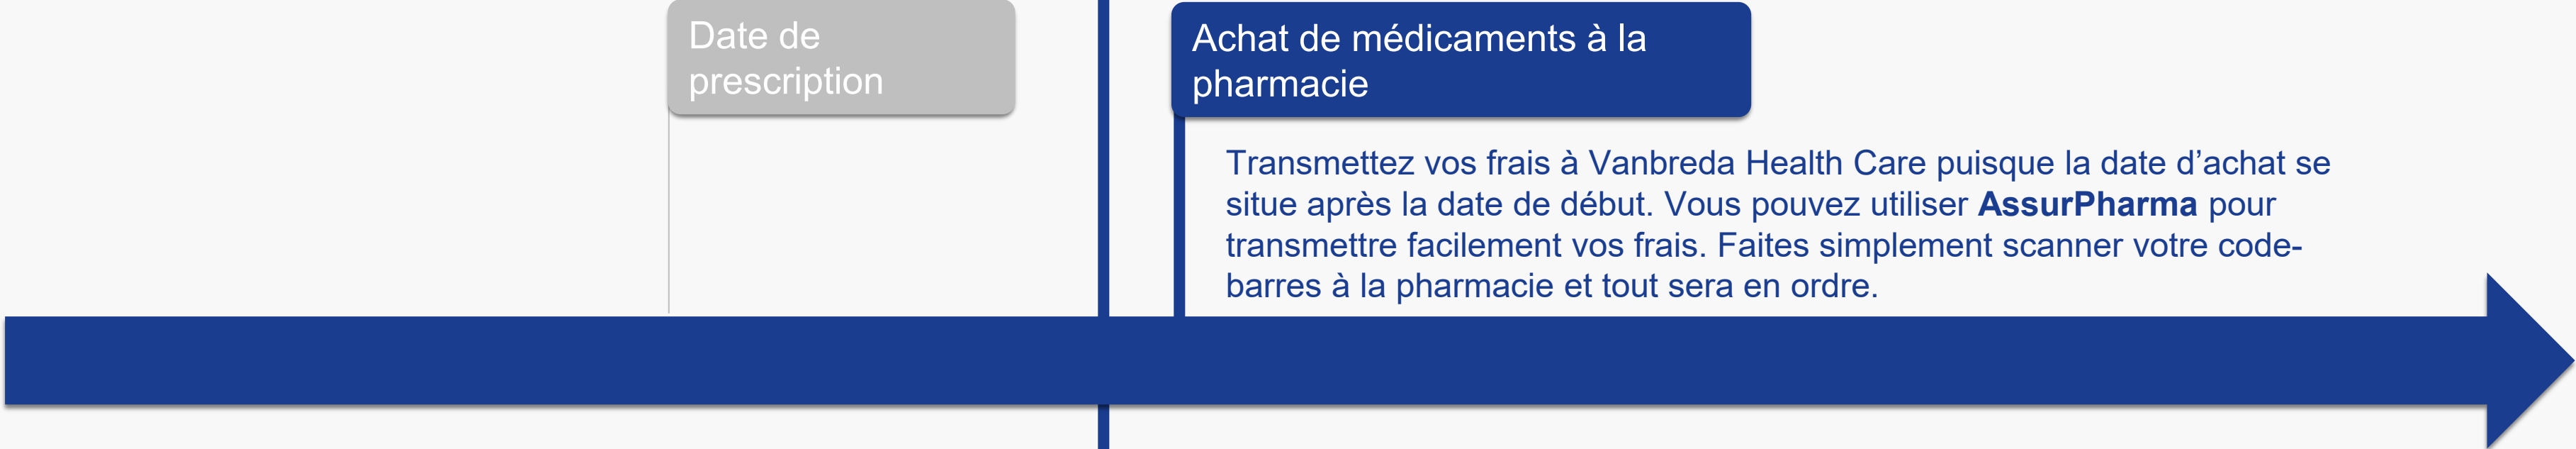 Date de
prescription
Achat de médicaments à la
pharmacie
Transmettez vos frais à Vanbreda Health Care puisque la date d’achat se
situe après la date de début. Vous pouvez utiliser AssurPharma pour
transmettre facilement vos frais. Faites simplement scanner votre code-
barres à la pharmacie et tout sera en ordre.